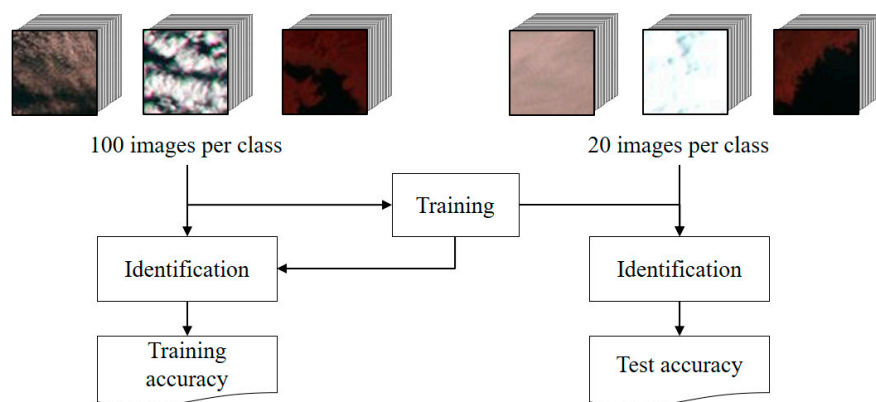 100 images per class
20 images per class
Training
Identification
Identification
Training
accuracy
Test accuracy